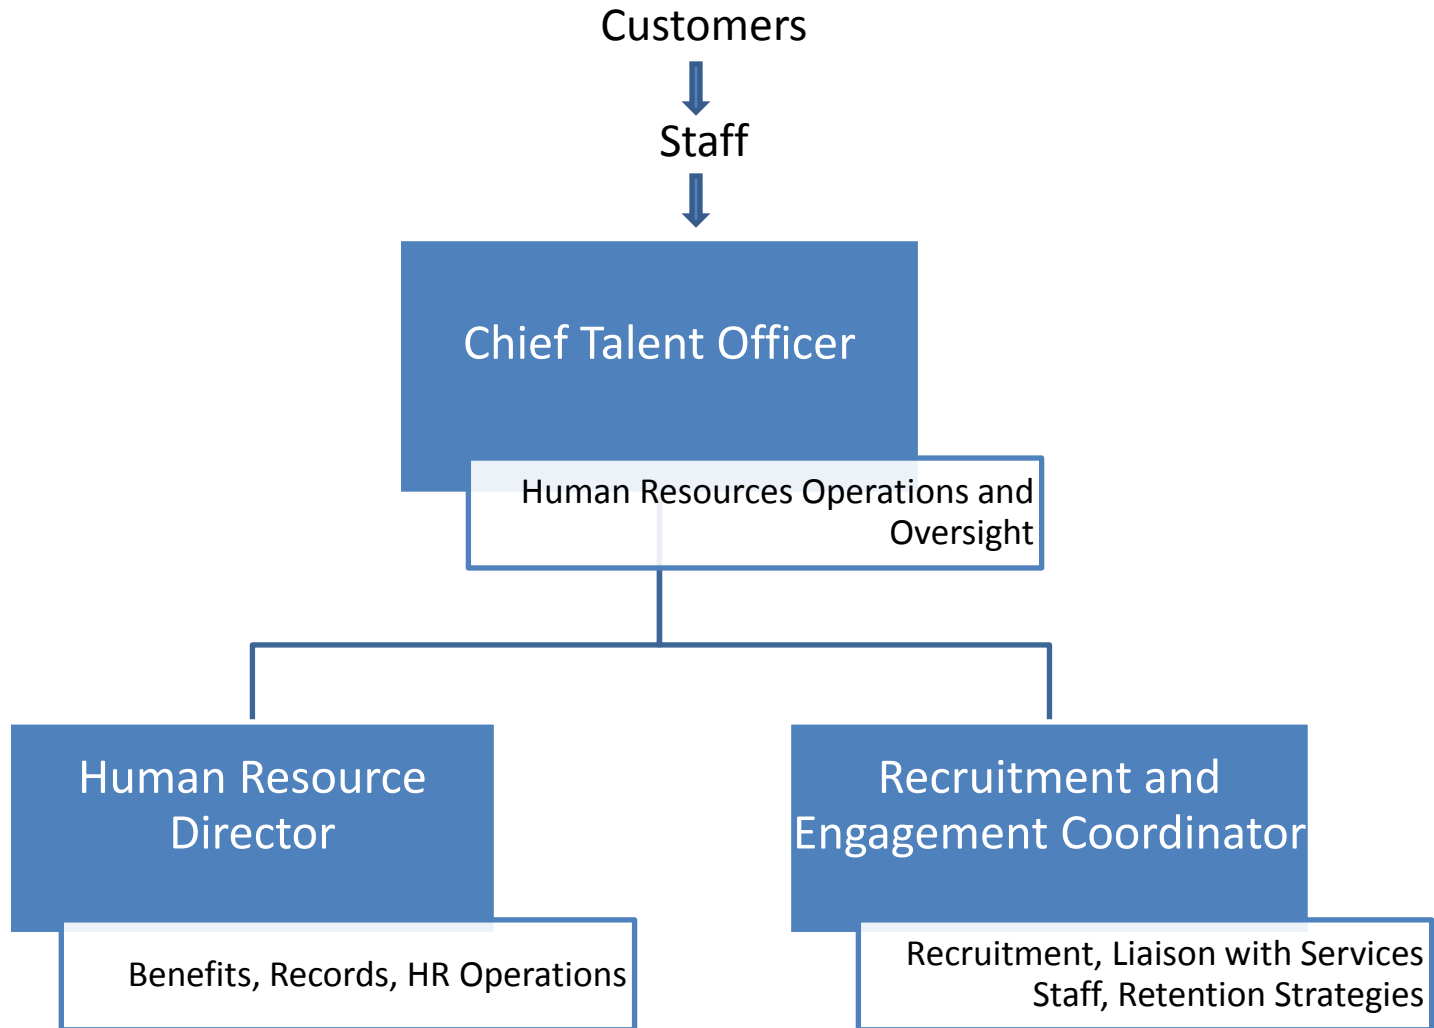 Customers
Staff
Chief Talent Officer
Human Resources Operations and
Oversight
Human Resource
Director
Benefits, Records, HR Operations
Recruitment and
Engagement Coordinator
Recruitment, Liaison with Services
Staff, Retention Strategies